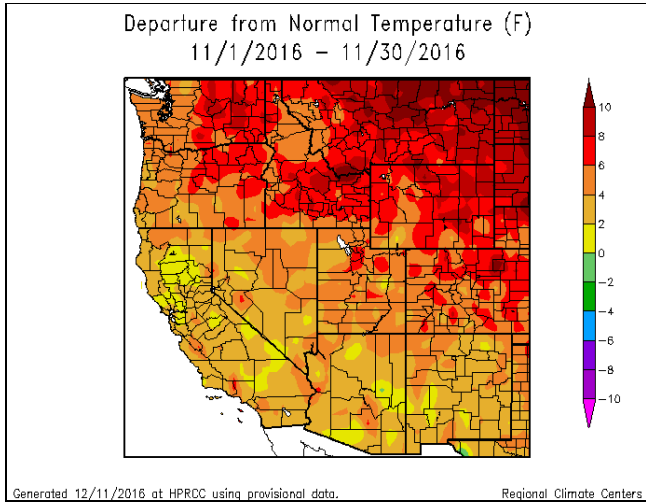 Departure from Normal Temperature (F)
11/1/2016 – 11/30/2016
10
8
6
4
2
0
−2
−4
−6
−8
−10
Generated 12/11/2016 at HPRCC using provisional data.
Regional Climate Centers